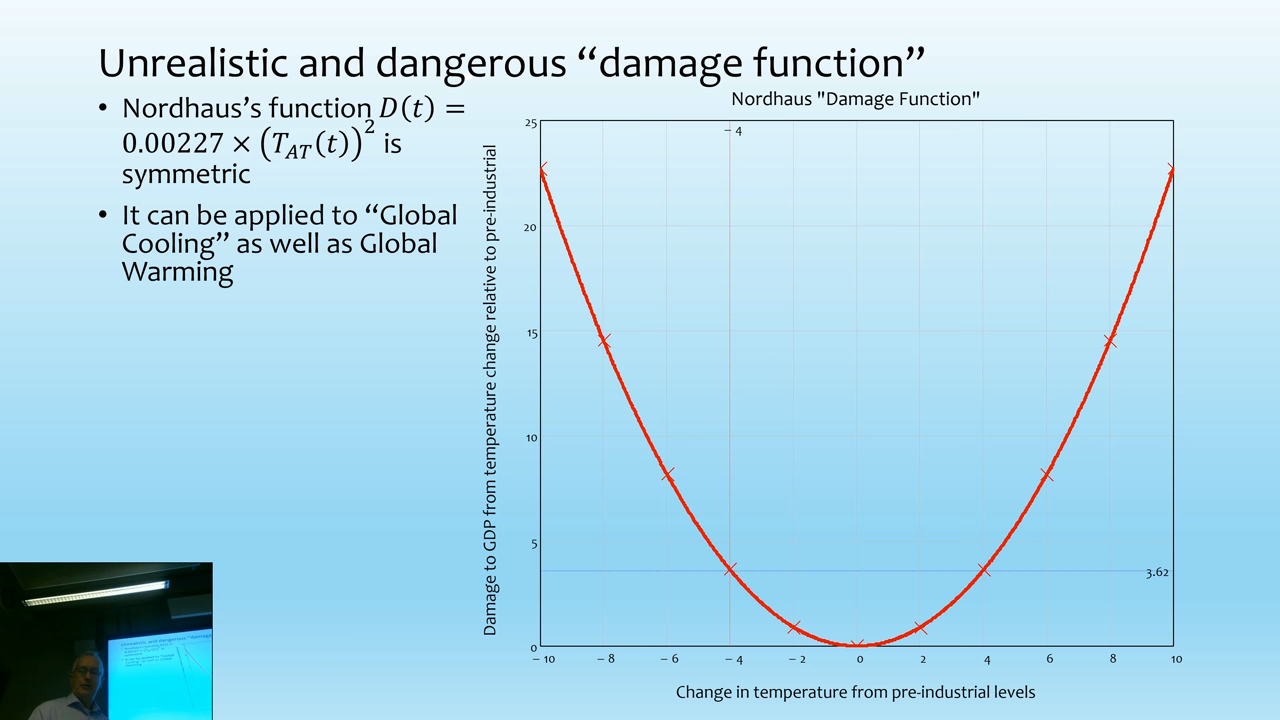 Unrealistic and dangerous “damage function”
• Nordhaus’s function D(t) =
0.00227 × (T_AT(t))² is
symmetric
• It can be applied to “Global
Cooling” as well as Global
Warming
Nordhaus "Damage Function"
Damage to GDP from temperature change relative to pre-industrial
25
20
15
10
5
0
– 4
3.62
– 10
– 8
– 6
– 4
– 2
0
2
4
6
8
10
Change in temperature from pre-industrial levels